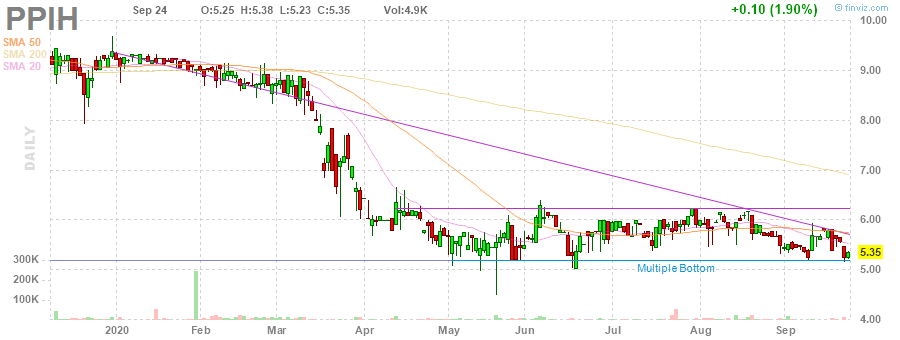 PPIH Sep 24 O:5.25 H:5.38 L:5.23 C:5.35 Vol:4.9K +0.10 (1.90%) © finviz.com
SMA 50
SMA 200
SMA 20
DAILY
10.00
9.00
8.00
7.00
6.00
5.35
5.00
4.00
300K
200K
100K
Multiple Bottom
2020 Feb Mar Apr May Jun Jul Aug Sep